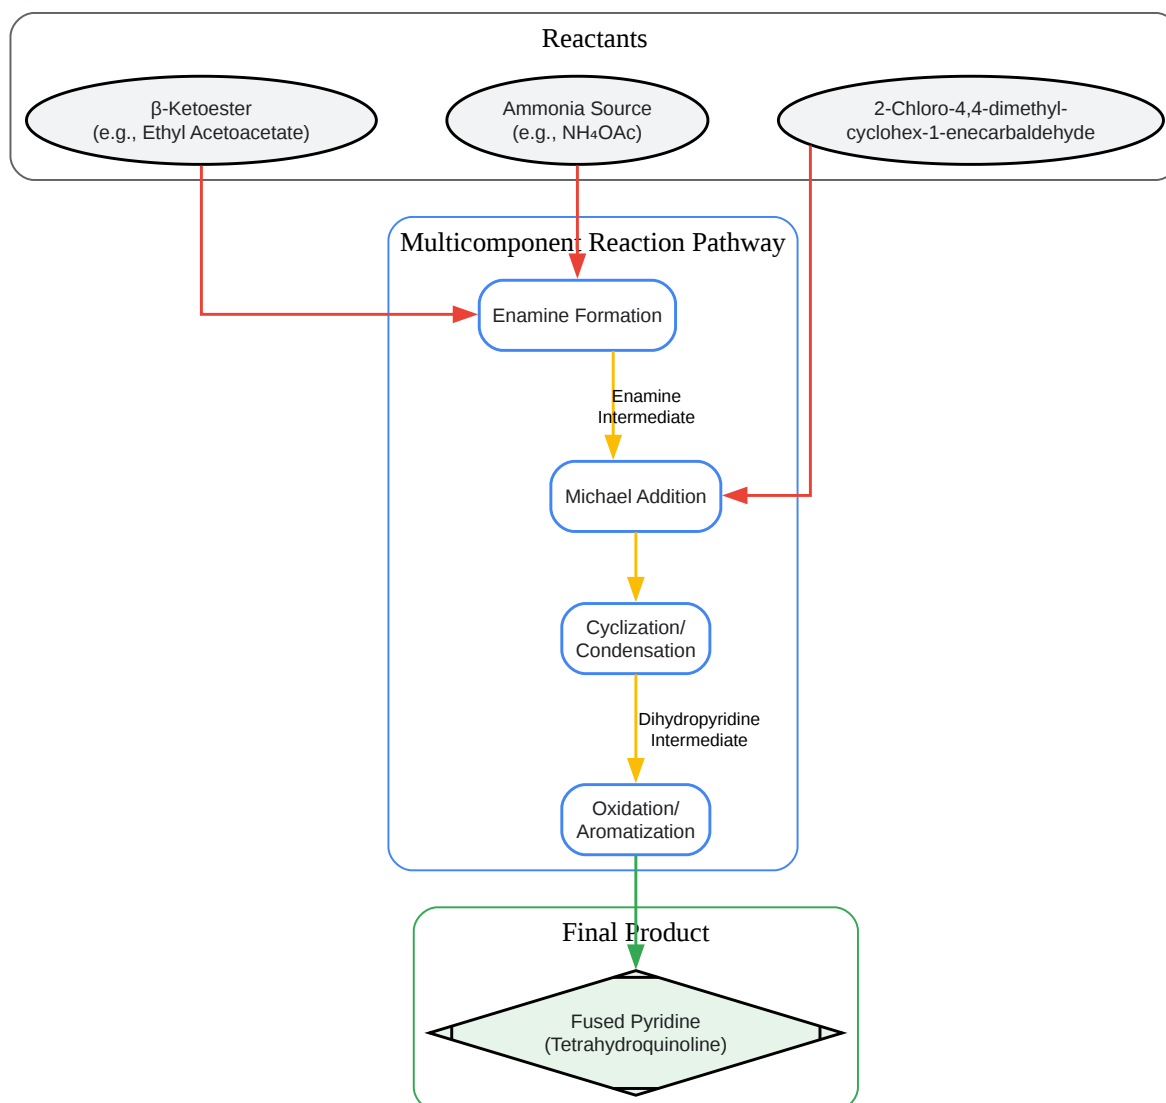 Reactants
β-Ketoester
(e.g., Ethyl Acetoacetate)
Ammonia Source
(e.g., NH₄OAc)
2-Chloro-4,4-dimethyl-
cyclohex-1-enecarbaldehyde
Multicomponent Reaction Pathway
Enamine Formation
Enamine
Intermediate
Michael Addition
Cyclization/
Condensation
Dihydropyridine
Intermediate
Oxidation/
Aromatization
Final Product
Fused Pyridine
(Tetrahydroquinoline)